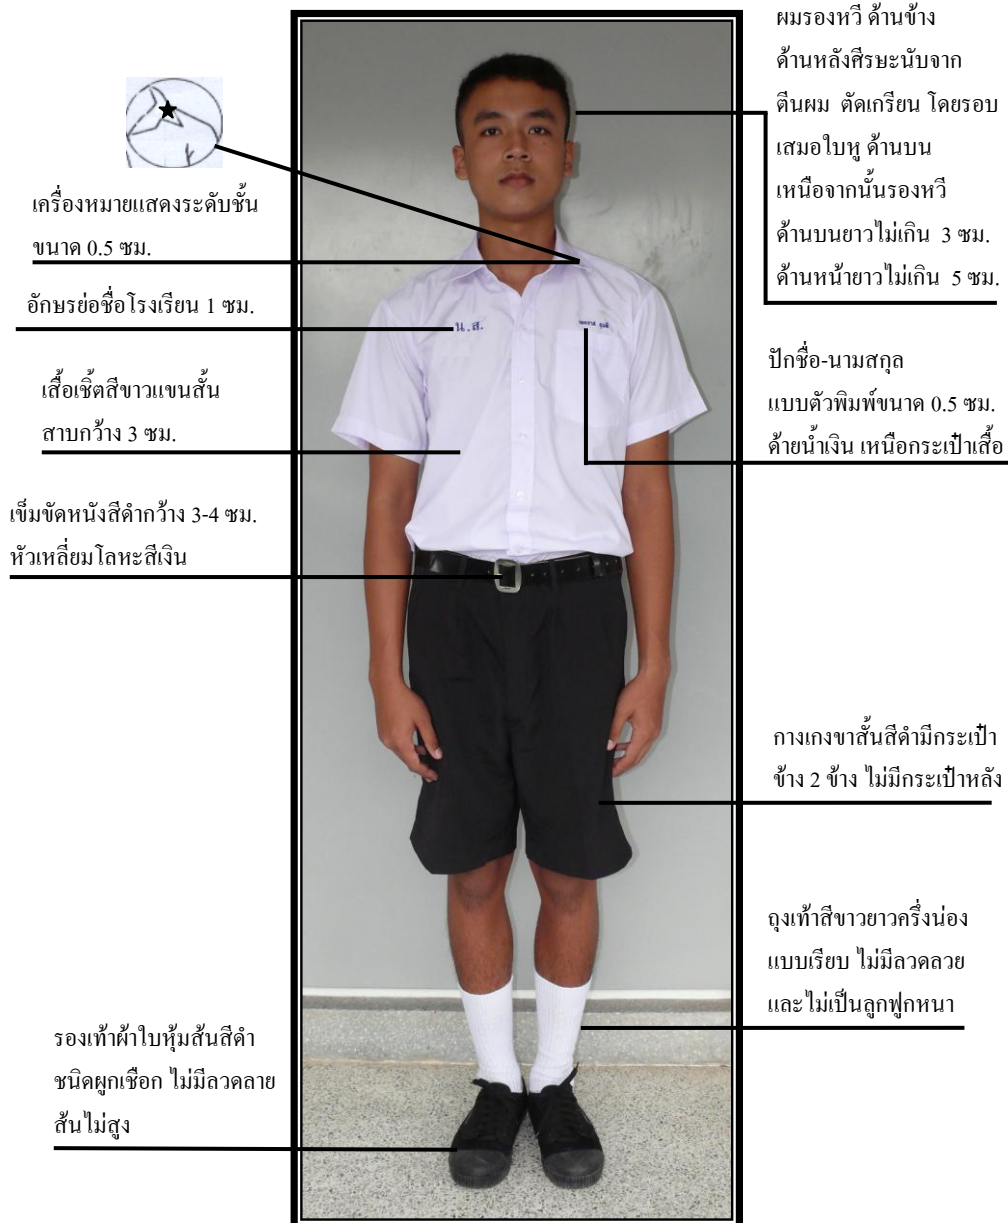 ผมรองหวี ด้านข้าง
ด้านหลังศีรษะนับจาก
ตีนผม ตัดเกรียน โดยรอบ
เสมอใบหู ด้านบน
เหนือจากนั้นรองหวี
ด้านบนยาวไม่เกิน 3 ซม.
ด้านหน้ายาวไม่เกิน 5 ซม.
เครื่องหมายแสดงระดับชั้น
ขนาด 0.5 ซม.
อักษรย่อชื่อโรงเรียน 1 ซม.
น.ส.
ปักชื่อ-นามสกุล
แบบตัวพิมพ์ขนาด 0.5 ซม.
ด้ายน้ำเงิน เหนือกระเป๋าเสื้อ
เสื้อเชิ้ตสีขาวแขนสั้น
สาบกว้าง 3 ซม.
เข็มขัดหนังสีดำกว้าง 3-4 ซม.
หัวเหลี่ยมโลหะสีเงิน
กางเกงขาสั้นสีดำมีกระเป๋า
ข้าง 2 ข้าง ไม่มีกระเป๋าหลัง
ถุงเท้าสีขาวยาวครึ่งน่อง
แบบเรียบ ไม่มีลวดลวย
และไม่เป็นลูกฟูกหนา
รองเท้าผ้าใบหุ้มส้นสีดำ
ชนิดผูกเชือก ไม่มีลวดลาย
ส้นไม่สูง